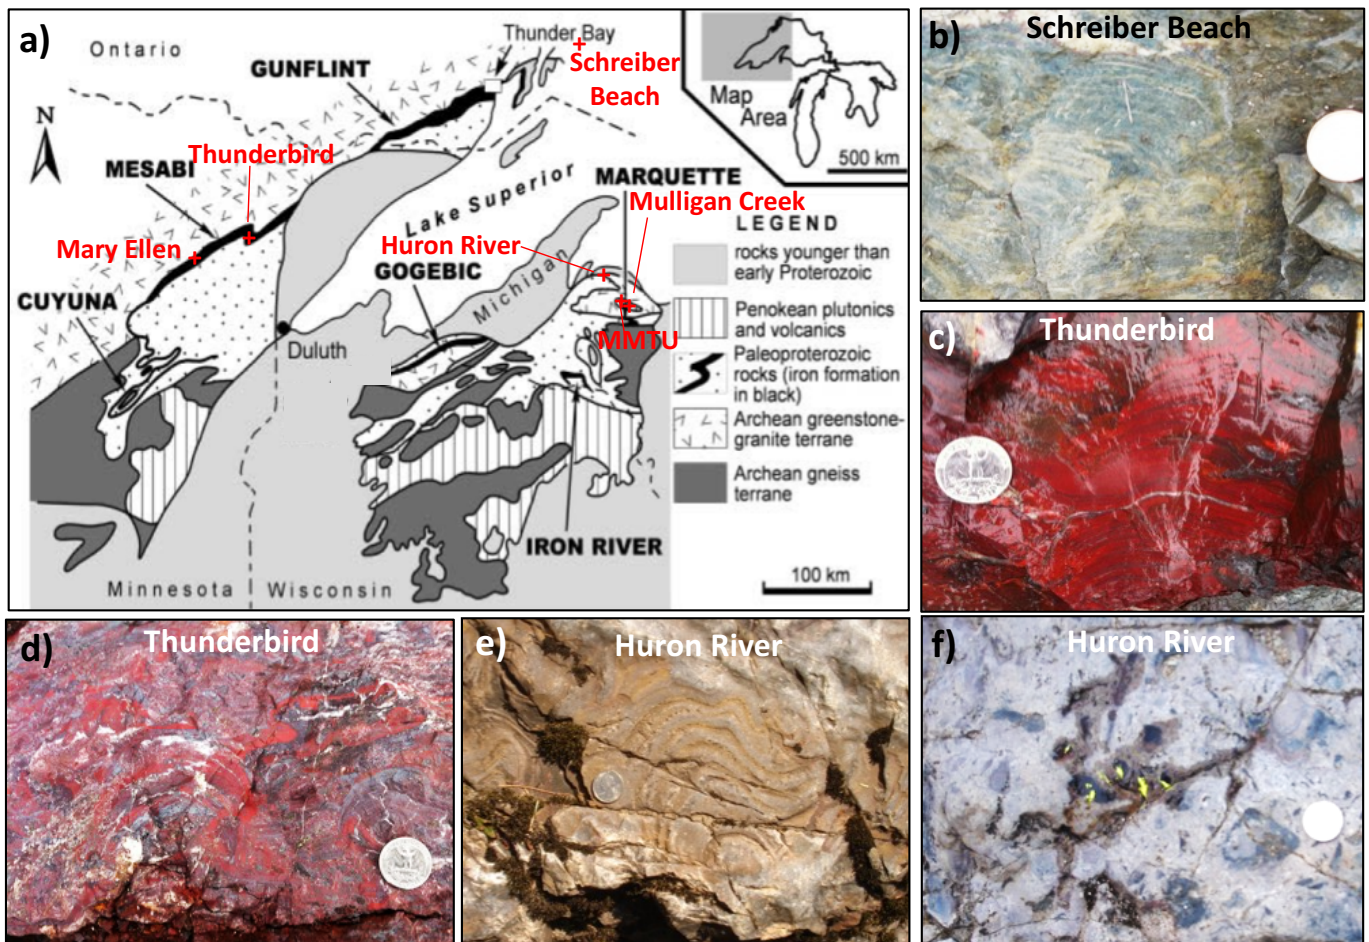 a)
Ontario
Thunder Bay
GUNFLINT
Schreiber
Beach
Map
Area
500 km
N
MESABI
Thunderbird
Lake Superior
MARQUETTE
Mulligan Creek
Mary Ellen
Huron River
GOGEBIC
Michigan
CUYUNA
Duluth
MMTU
LEGEND
rocks younger than
early Proterozoic
Penokean plutonics
and volcanics
Paleoproterozoic
rocks (iron formation
in black)
Archean greenstone-
granite terrane
Archean gneiss
terrane
IRON RIVER
Minnesota
Wisconsin
100 km
b)
Schreiber Beach
c)
Thunderbird
d)
Thunderbird
e)
Huron River
f)
Huron River